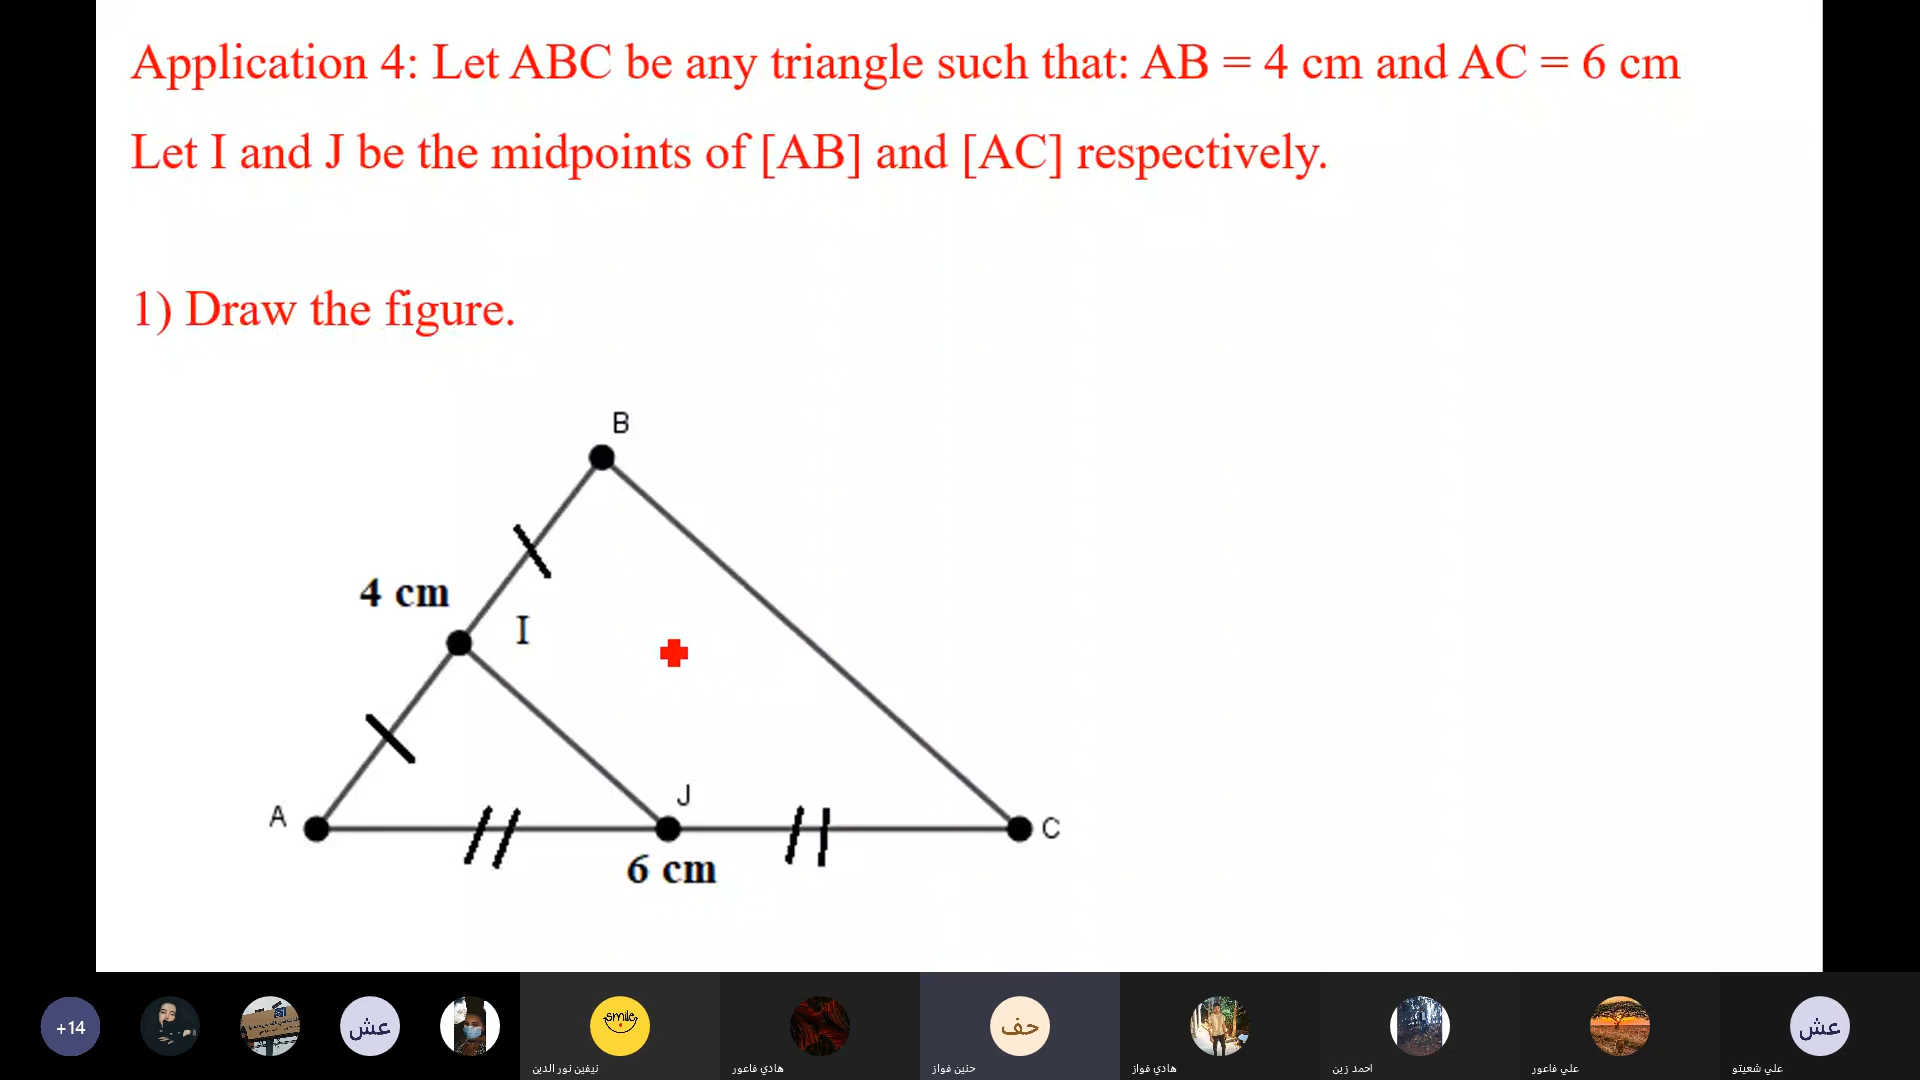 Application 4: Let ABC be any triangle such that: AB = 4 cm and AC = 6 cm
Let I and J be the midpoints of [AB] and [AC] respectively.
1) Draw the figure.
B
4 cm
I
A
J
C
6 cm
+14
عش
smile
حف
عش
نيفين نور الدين
هادي فاعور
حنين فواز
هادي فواز
احمد زين
علي فاعور
علي شعيتو